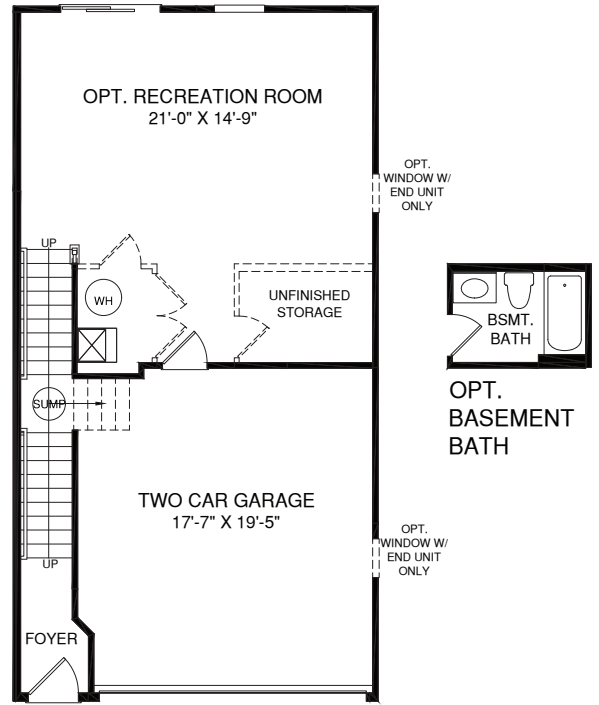 OPT. RECREATION ROOM
21'-0" X 14'-9"
OPT.
WINDOW W/
END UNIT
ONLY
UP
WH
UNFINISHED
STORAGE
BSMT.
BATH
OPT.
BASEMENT
BATH
SUMP
TWO CAR GARAGE
17'-7" X 19'-5"
OPT.
WINDOW W/
END UNIT
ONLY
UP
FOYER